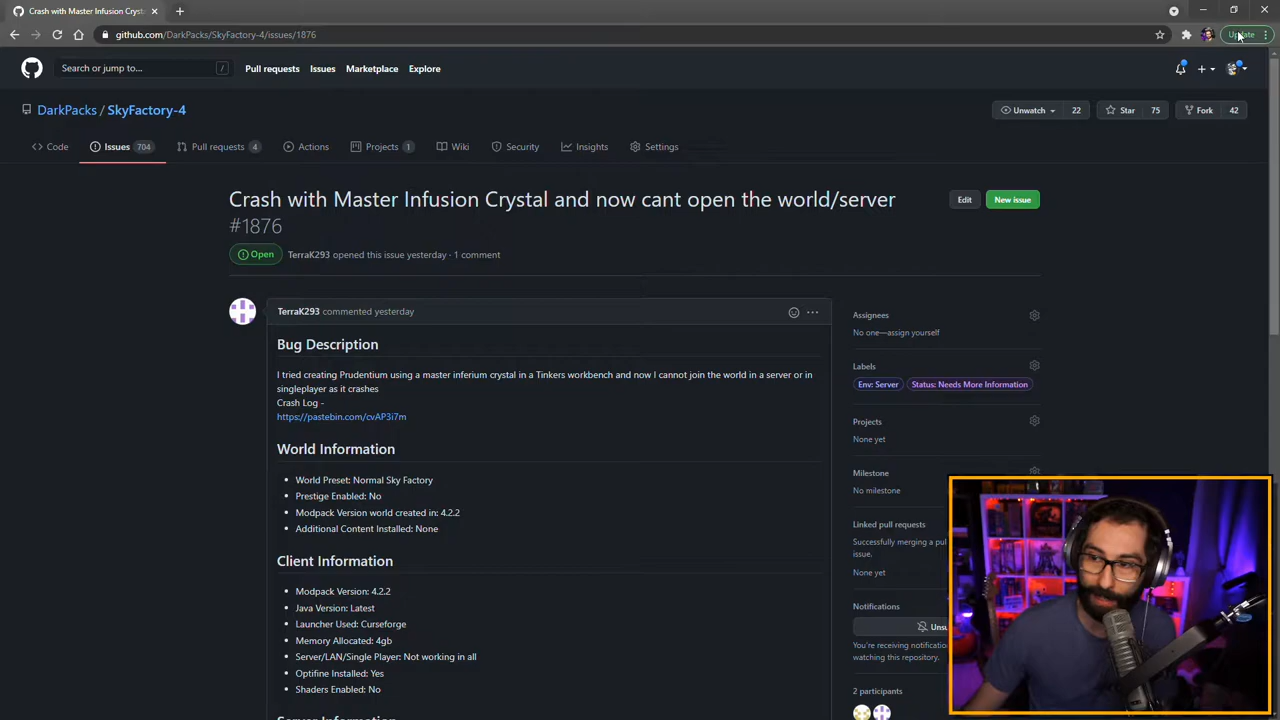 Crash with Master Infusion Cryst
github.com/DarkPacks/SkyFactory-4/issues/1876
Update
Search or jump to...
/
Pull requests
Issues
Marketplace
Explore
DarkPacks / SkyFactory-4
Unwatch
22
Star
75
Fork
42
Code
Issues 704
Pull requests 4
Actions
Projects 1
Wiki
Security
Insights
Settings
Crash with Master Infusion Crystal and now cant open the world/server
#1876
Edit
New issue
Open
TerraK293 opened this issue yesterday · 1 comment
TerraK293 commented yesterday
Bug Description
I tried creating Prudentium using a master inferium crystal in a Tinkers workbench and now I cannot join the world in a server or in
singleplayer as it crashes
Crash Log -
https://pastebin.com/cvAP3i7m
World Information
World Preset: Normal Sky Factory
Prestige Enabled: No
Modpack Version world created in: 4.2.2
Additional Content Installed: None
Client Information
Modpack Version: 4.2.2
Java Version: Latest
Launcher Used: Curseforge
Memory Allocated: 4gb
Server/LAN/Single Player: Not working in all
Optifine Installed: Yes
Shaders Enabled: No
Server Information
Assignees
No one—assign yourself
Labels
Env: Server
Status: Needs More Information
Projects
None yet
Milestone
No milestone
Linked pull requests
Successfully merging a pul
issue.
None yet
Notifications
Unsu
You're receiving notification
watching this repository.
2 participants